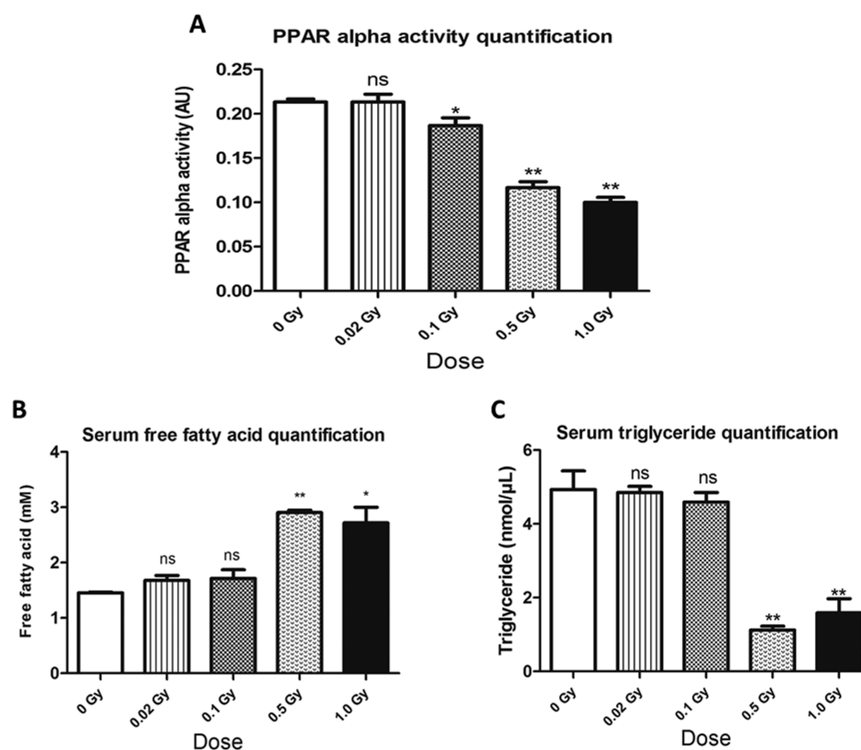 A
PPAR alpha activity quantification
PPAR alpha activity (AU)
0.25
0.20
0.15
0.10
0.05
0.00
ns
*
**
**
0 Gy
0.02 Gy
0.1 Gy
0.5 Gy
1.0 Gy
Dose
B
Serum free fatty acid quantification
Free fatty acid (mM)
4
3
2
1
0
ns
ns
**
*
0 Gy
0.02 Gy
0.1 Gy
0.5 Gy
1.0 Gy
Dose
C
Serum triglyceride quantification
Triglyceride (nmol/µL)
6
4
2
0
ns
ns
**
**
0 Gy
0.02 Gy
0.1 Gy
0.5 Gy
1.0 Gy
Dose